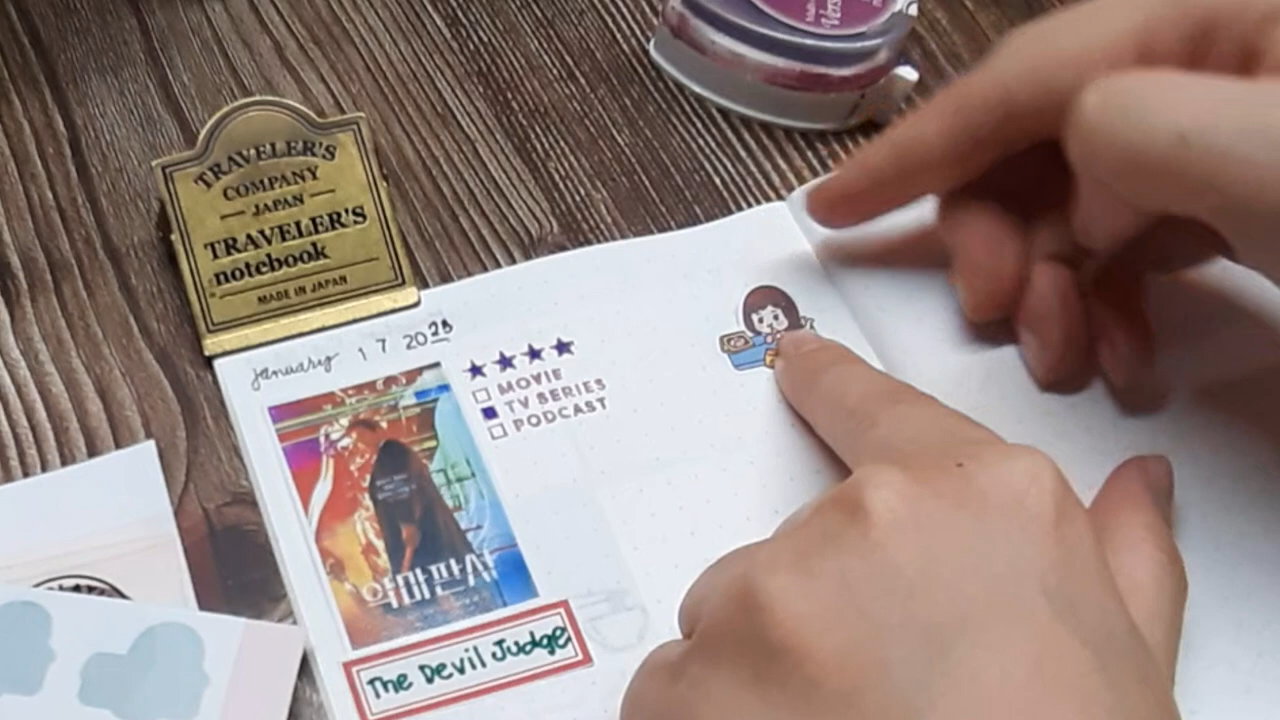 TRAVELER'S
COMPANY
JAPAN
TRAVELER'S
notebook
MADE IN JAPAN
january 17 2025
MOVIE
TV SERIES
PODCAST
악마판사
The Devil Judge